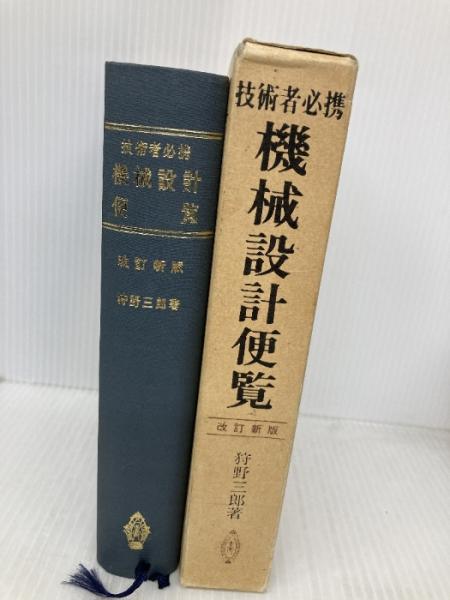 技術者必携
機械設計
便覧
改訂新版
狩野三郎著
技術者必携
機械設計便覧
改訂新版
狩野三郎著